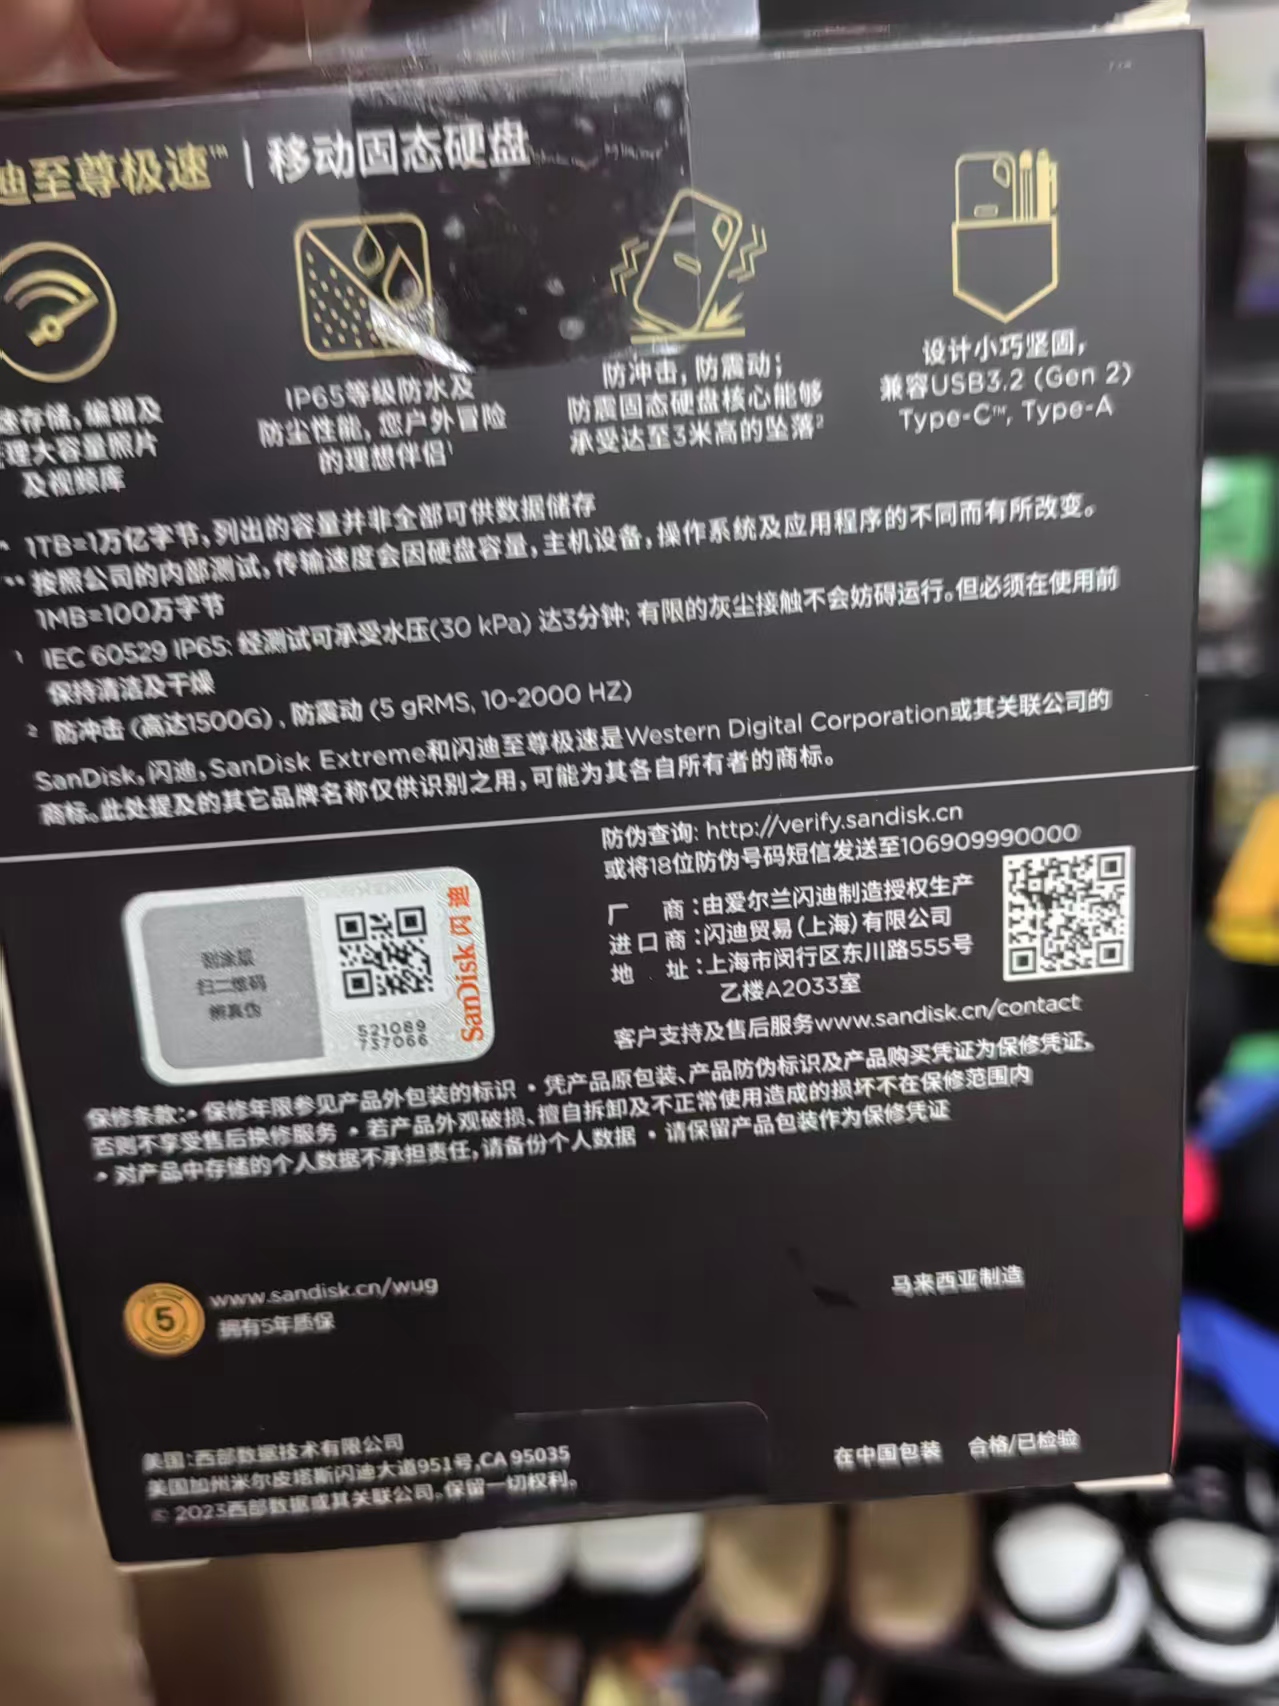 迪至尊极速™ | 移动固态硬盘
速存储,编辑及
理大容量照片
及视频库
IP65等级防水及
防尘性能,您户外冒险
的理想伴侣¹
防冲击,防震动;
防震固态硬盘核心能够
承受达至3米高的坠落²
设计小巧坚固,
兼容USB3.2 (Gen 2)
Type-C™, Type-A
* 1TB=1万亿字节,列出的容量并非全部可供数据储存
** 按照公司的内部测试,传输速度会因硬盘容量,主机设备,操作系统及应用程序的不同而有所改变。
1MB=100万字节
¹ IEC 60529 IP65: 经测试可承受水压(30 kPa) 达3分钟; 有限的灰尘接触不会妨碍运行。但必须在使用前
保持清洁及干燥
² 防冲击 (高达1500G)、防震动 (5 gRMS, 10-2000 HZ)
SanDisk,闪迪,SanDisk Extreme和闪迪至尊极速是Western Digital Corporation或其关联公司的
商标。此处提及的其它品牌名称仅供识别之用,可能为其各自所有者的商标。
防伪查询: http://verify.sandisk.cn
或将18位防伪号码短信发送至106909990000
厂 商:由爱尔兰闪迪制造授权生产
进口商:闪迪贸易(上海)有限公司
地 址:上海市闵行区东川路555号
乙楼A2033室
客户支持及售后服务www.sandisk.cn/contact
刮涂层
扫二维码
辨真伪
521089
737066
SanDisk 闪迪
保修条款:• 保修年限参见产品外包装的标识 • 凭产品原包装、产品防伪标识及产品购买凭证为保修凭证,
否则不享受售后换修服务 • 若产品外观破损、擅自拆卸及不正常使用造成的损坏不在保修范围内
• 对产品中存储的个人数据不承担责任,请备份个人数据 • 请保留产品包装作为保修凭证
5
www.sandisk.cn/wug
拥有5年质保
马来西亚制造
美国:西部数据技术有限公司
美国加州米尔皮塔斯闪迪大道951号,CA 95035
© 2023西部数据或其关联公司。保留一切权利。
在中国包装 合格/已检验